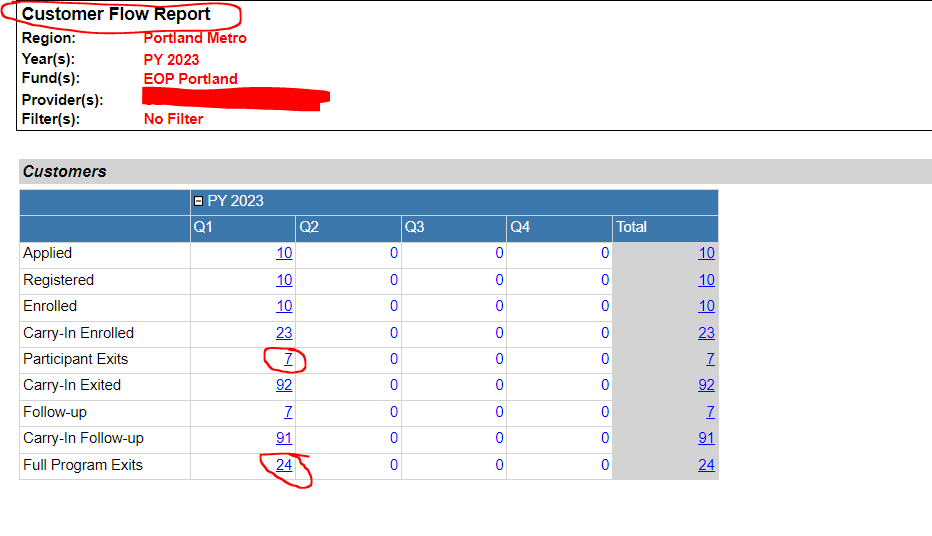 Customer Flow Report
Region: Portland Metro
Year(s): PY 2023
Fund(s): EOP Portland
Provider(s):
Filter(s): No Filter
Customers
PY 2023
Q1 Q2 Q3 Q4 Total
Applied 10 0 0 0 10
Registered 10 0 0 0 10
Enrolled 10 0 0 0 10
Carry-In Enrolled 23 0 0 0 23
Participant Exits 7 0 0 0 7
Carry-In Exited 92 0 0 0 92
Follow-up 7 0 0 0 7
Carry-In Follow-up 91 0 0 0 91
Full Program Exits 24 0 0 0 24